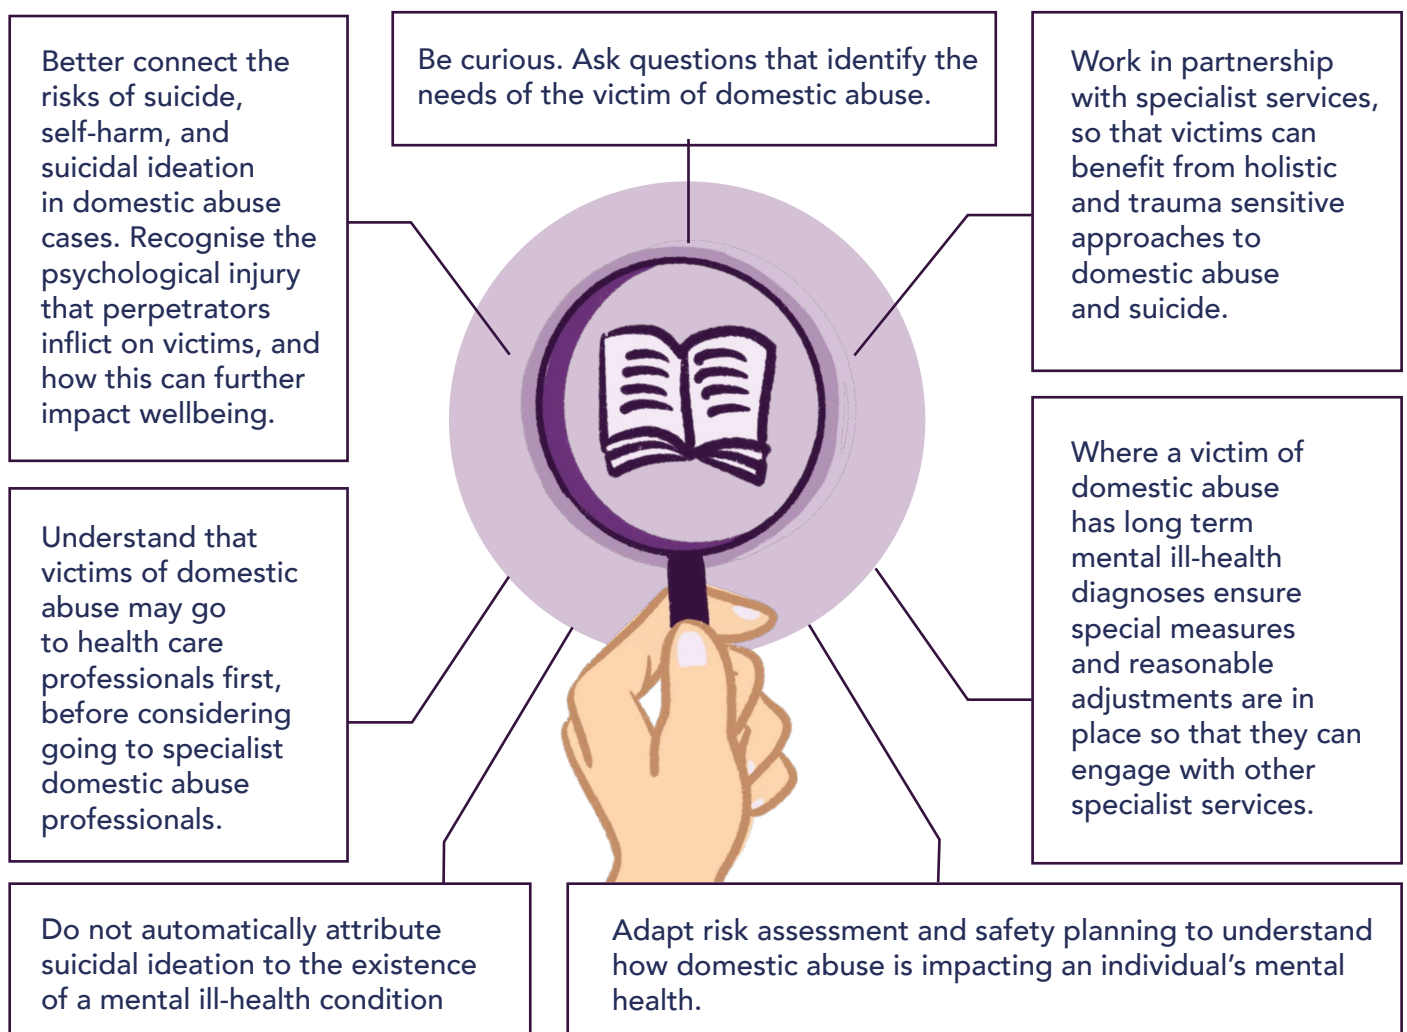 Better connect the
risks of suicide,
self-harm, and
suicidal ideation
in domestic abuse
cases. Recognise the
psychological injury
that perpetrators
inflict on victims, and
how this can further
impact wellbeing.
Be curious. Ask questions that identify the
needs of the victim of domestic abuse.
Work in partnership
with specialist services,
so that victims can
benefit from holistic
and trauma sensitive
approaches to
domestic abuse
and suicide.
Understand that
victims of domestic
abuse may go
to health care
professionals first,
before considering
going to specialist
domestic abuse
professionals.
Where a victim of
domestic abuse
has long term
mental ill-health
diagnoses ensure
special measures
and reasonable
adjustments are in
place so that they can
engage with other
specialist services.
Do not automatically attribute
suicidal ideation to the existence
of a mental ill-health condition
Adapt risk assessment and safety planning to understand
how domestic abuse is impacting an individual’s mental
health.